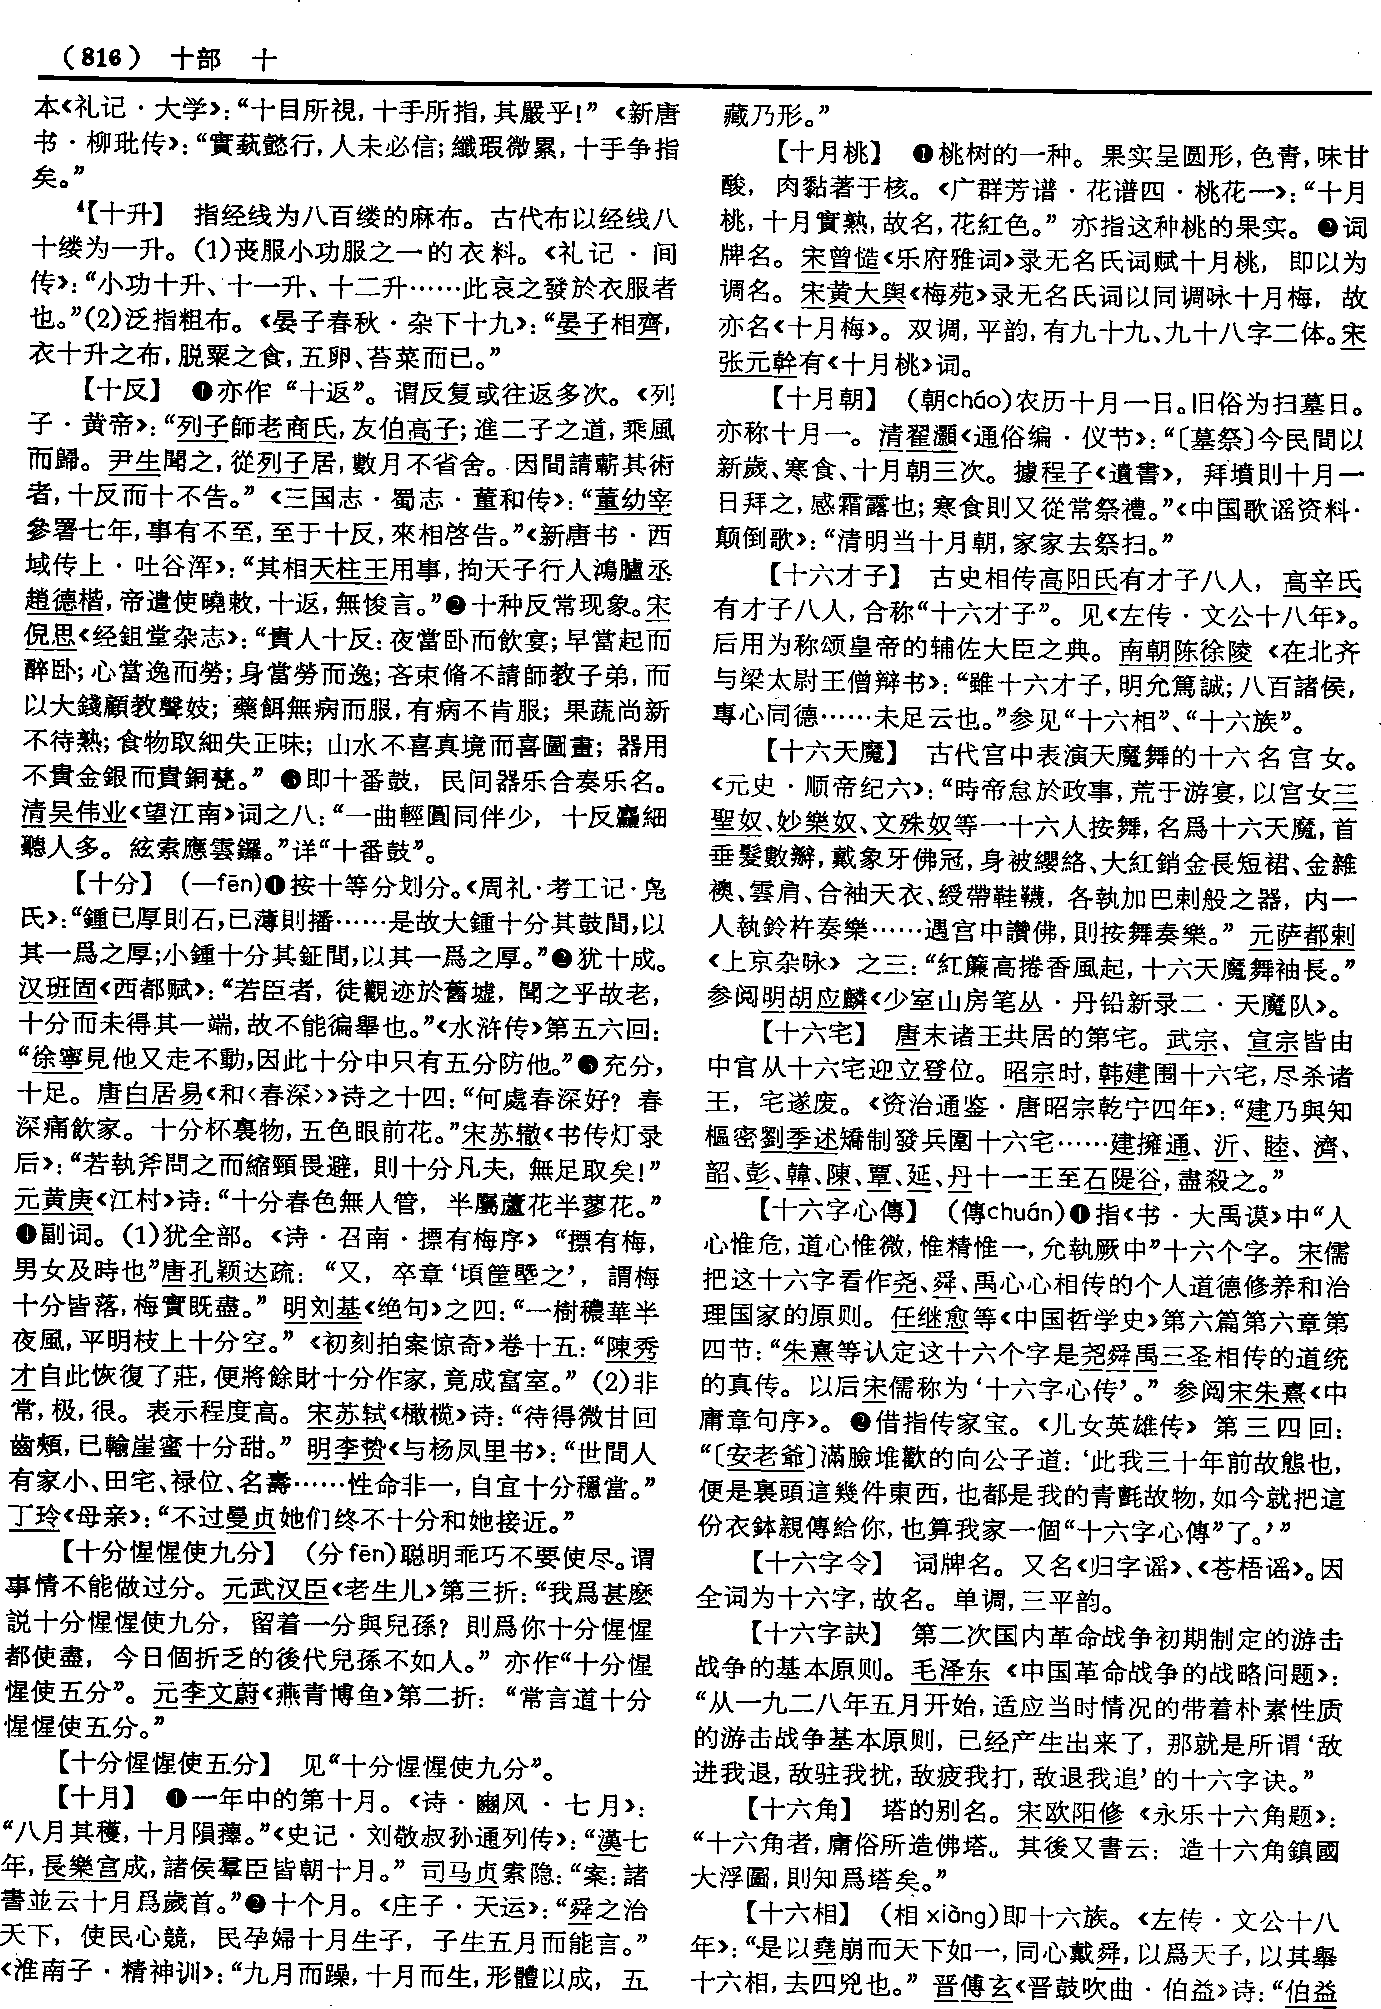 （816） 十部 十
本《礼记·大学》：“十目所視，十手所指，其嚴乎！”《新唐
书·柳玭传》：“實蓺懿行，人未必信；纖瑕微累，十手争指
矣。”
4【十升】 指经线为八百缕的麻布。古代布以经线八
十缕为一升。(1)丧服小功服之一的衣料。《礼记·间
传》：“小功十升、十一升、十二升……此哀之發於衣服者
也。”(2)泛指粗布。《晏子春秋·杂下十九》：“晏子相齊，
衣十升之布，脱粟之食，五卵、苔菜而已。”
【十反】 ❶亦作“十返”。谓反复或往返多次。《列
子·黄帝》：“列子師老商氏，友伯高子；進二子之道，乘風
而歸。尹生聞之，從列子居，數月不省舍。因間請蘄其術
者，十反而十不告。”《三国志·蜀志·董和传》：“董幼宰
參署七年，事有不至，至于十反，來相啓告。”《新唐书·西
域传上·吐谷浑》：“其相天柱王用事，拘天子行人鴻臚丞
趙德楷，帝遣使曉敕，十返，無悛言。”❷十种反常现象。宋
倪思《经鉏堂杂志》：“貴人十反：夜當卧而飲宴；早當起而
醉卧；心當逸而勞；身當勞而逸；吝束脩不請師教子弟，而
以大錢顧教聲妓；藥餌無病而服，有病不肯服；果蔬尚新
不待熟；食物取細失正味；山水不喜真境而喜圖畫；器用
不貴金銀而貴銅甆。”❸即十番鼓，民间器乐合奏乐名。
清吴伟业《望江南》词之八：“一曲輕圓同伴少，十反麤細
聽人多。絃索應雲鑼。”详“十番鼓”。
【十分】 (—fēn)❶按十等分划分。《周礼·考工记·凫
氏》：“鍾已厚則石，已薄則播……是故大鍾十分其鼓間，以
其一爲之厚；小鍾十分其鉦間，以其一爲之厚。”❷犹十成。
汉班固《西都赋》：“若臣者，徒觀迹於舊墟，聞之乎故老，
十分而未得其一端，故不能徧舉也。”《水浒传》第五六回：
“徐寧見他又走不動，因此十分中只有五分防他。”❸充分，
十足。唐白居易《和〈春深〉》诗之十四：“何處春深好？春
深痛飲家。十分杯裏物，五色眼前花。”宋苏辙《书传灯录
后》：“若執斧問之而縮頸畏避，則十分凡夫，無足取矣！”
元黄庚《江村》诗：“十分春色無人管，半屬蘆花半蓼花。”
❹副词。(1)犹全部。《诗·召南·摽有梅序》“摽有梅，
男女及時也”唐孔颖达疏：“又，卒章‘頃筐塈之’，謂梅
十分皆落，梅實既盡。”明刘基《绝句》之四：“一樹穠華半
夜風，平明枝上十分空。”《初刻拍案惊奇》卷十五：“陳秀
才自此恢復了莊，便將餘財十分作家，竟成富室。”(2)非
常，极，很。表示程度高。宋苏轼《橄榄》诗：“待得微甘回
齒頰，已輸崖蜜十分甜。”明李贽《与杨凤里书》：“世間人
有家小、田宅、禄位、名壽……性命非一，自宜十分穩當。”
丁玲《母亲》：“不过曼贞她们终不十分和她接近。”
【十分惺惺使九分】 (分fēn)聪明乖巧不要使尽。谓
事情不能做过分。元武汉臣《老生儿》第三折：“我爲甚麽
説十分惺惺使九分，留着一分與兒孫？則爲你十分惺惺
都使盡，今日個折乏的後代兒孫不如人。”亦作“十分惺
惺使五分”。元李文蔚《燕青博鱼》第二折：“常言道十分
惺惺使五分。”
【十分惺惺使五分】 见“十分惺惺使九分”。
【十月】 ❶一年中的第十月。《诗·豳风·七月》：
“八月其穫，十月隕蘀。”《史记·刘敬叔孙通列传》：“漢七
年，長樂宫成，諸侯羣臣皆朝十月。”司马贞索隐：“案：諸
書並云十月爲歲首。”❷十个月。《庄子·天运》：“舜之治
天下，使民心競，民孕婦十月生子，子生五月而能言。”
《淮南子·精神训》：“九月而躁，十月而生，形體以成，五
藏乃形。”
【十月桃】 ❶桃树的一种。果实呈圆形，色青，味甘
酸，肉黏著于核。《广群芳谱·花谱四·桃花一》：“十月
桃，十月實熟，故名，花紅色。”亦指这种桃的果实。❷词
牌名。宋曾慥《乐府雅词》录无名氏词赋十月桃，即以为
调名。宋黄大舆《梅苑》录无名氏词以同调咏十月梅，故
亦名《十月梅》。双调，平韵，有九十九、九十八字二体。宋
张元幹有《十月桃》词。
【十月朝】 (朝cháo)农历十月一日。旧俗为扫墓日。
亦称十月一。清翟灏《通俗编·仪节》：“〔墓祭〕今民間以
新歲、寒食、十月朝三次。據程子《遺書》，拜墳則十月一
日拜之，感霜露也；寒食則又從常祭禮。”《中国歌谣资料·
颠倒歌》：“清明当十月朝，家家去祭扫。”
【十六才子】 古史相传高阳氏有才子八人，高辛氏
有才子八人，合称“十六才子”。见《左传·文公十八年》。
后用为称颂皇帝的辅佐大臣之典。南朝陈徐陵《在北齐
与梁太尉王僧辩书》：“雖十六才子，明允篤誠；八百諸侯，
專心同德……未足云也。”参见“十六相”、“十六族”。
【十六天魔】 古代宫中表演天魔舞的十六名宫女。
《元史·顺帝纪六》：“時帝怠於政事，荒于游宴，以宫女三
聖奴、妙樂奴、文殊奴等一十六人按舞，名爲十六天魔，首
垂髮數辮，戴象牙佛冠，身被纓絡、大紅銷金長短裙、金雜
襖、雲肩、合袖天衣、綬帶鞋韈，各執加巴剌般之器，内一
人執鈴杵奏樂……遇宫中讚佛，則按舞奏樂。”元萨都剌
《上京杂咏》之三：“紅簾高捲香風起，十六天魔舞袖長。”
参阅明胡应麟《少室山房笔丛·丹铅新录二·天魔队》。
【十六宅】 唐末诸王共居的第宅。武宗、宣宗皆由
中官从十六宅迎立登位。昭宗时，韩建围十六宅，尽杀诸
王，宅遂废。《资治通鉴·唐昭宗乾宁四年》：“建乃與知
樞密劉季述矯制發兵圍十六宅……建擁通、沂、睦、濟、
韶、彭、韓、陳、覃、延、丹十一王至石隄谷，盡殺之。”
【十六字心傳】 (傳chuán)❶指《书·大禹谟》中“人
心惟危，道心惟微，惟精惟一，允執厥中”十六个字。宋儒
把这十六字看作尧、舜、禹心心相传的个人道德修养和治
理国家的原则。任继愈等《中国哲学史》第六篇第六章第
四节：“朱熹等认定这十六个字是尧舜禹三圣相传的道统
的真传。以后宋儒称为‘十六字心传’。”参阅宋朱熹《中
庸章句序》。❷借指传家宝。《儿女英雄传》第三四回：
“〔安老爺〕滿臉堆歡的向公子道：‘此我三十年前故態也，
便是裏頭這幾件東西，也都是我的青氈故物，如今就把這
份衣鉢親傳給你，也算我家一個“十六字心傳”了。’”
【十六字令】 词牌名。又名《归字谣》、《苍梧谣》。因
全词为十六字，故名。单调，三平韵。
【十六字訣】 第二次国内革命战争初期制定的游击
战争的基本原则。毛泽东《中国革命战争的战略问题》：
“从一九二八年五月开始，适应当时情况的带着朴素性质
的游击战争基本原则，已经产生出来了，那就是所谓‘敌
进我退，敌驻我扰，敌疲我打，敌退我追’的十六字诀。”
【十六角】 塔的别名。宋欧阳修《永乐十六角题》：
“十六角者，庸俗所造佛塔。其後又書云：造十六角鎮國
大浮圖，則知爲塔矣。”
【十六相】 (相xiàng)即十六族。《左传·文公十八
年》：“是以堯崩而天下如一，同心戴舜，以爲天子，以其舉
十六相，去四兇也。”晋傅玄《晋鼓吹曲·伯益》诗：“伯益